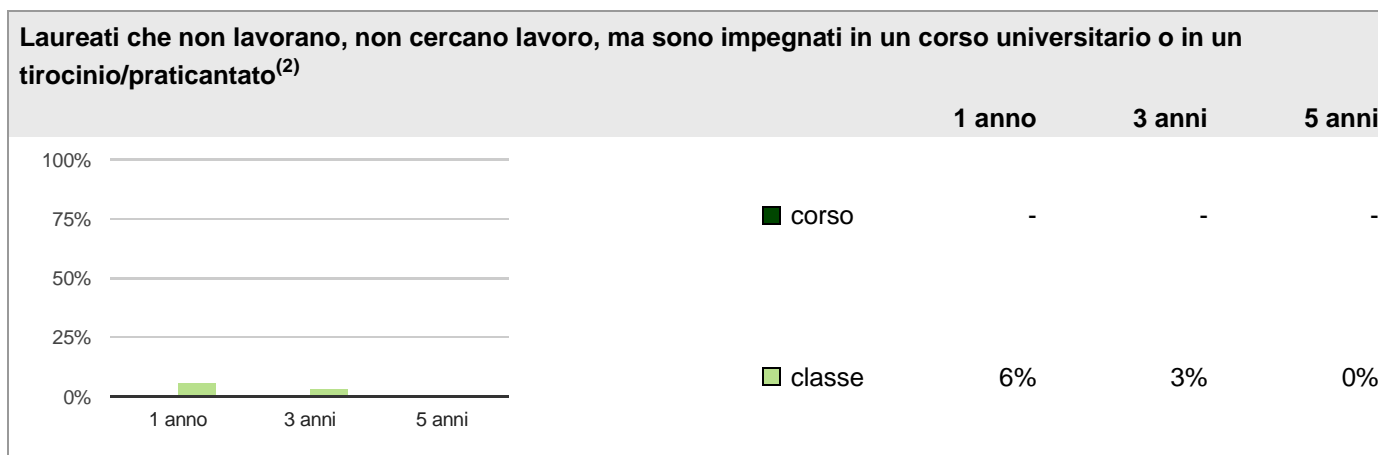 Laureati che non lavorano, non cercano lavoro, ma sono impegnati in un corso universitario o in un
tirocinio/praticantato(2)
1 anno 3 anni 5 anni
100%
75%
50%
25%
0%
1 anno 3 anni 5 anni
corso - - -
classe 6% 3% 0%